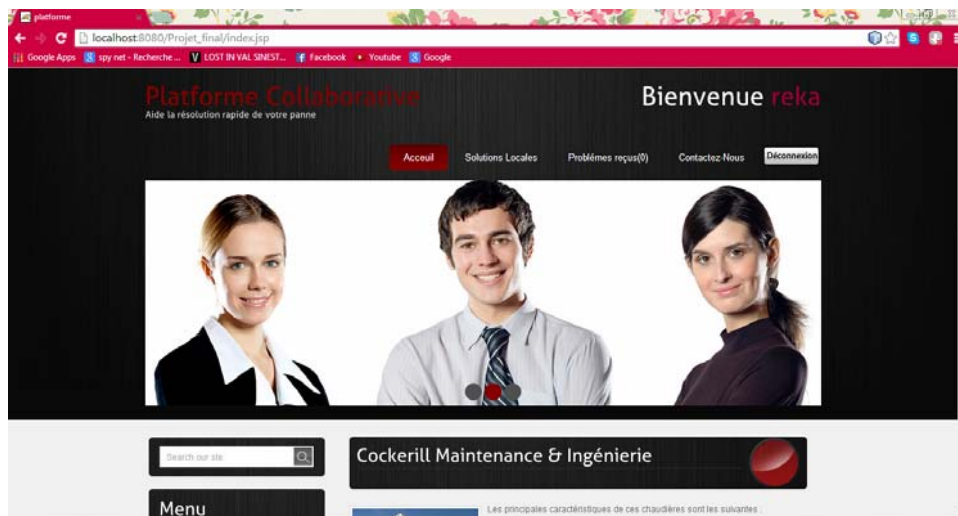 platforme
localhost:8080/Projet_final/index.jsp
Google Apps spy net - Recherche ... LOST IN VAL SINEST... Facebook Youtube Google
Platforme Collaborative
Aide la résolution rapide de votre panne
Bienvenue reka
Acceuil Solutions Locales Problémes reçus(0) Contactez-Nous Déconnexion
Search our site:
Cockerill Maintenance & Ingénierie
Menu
Les principales caractéristiques de ces chaudières sont les suivantes :